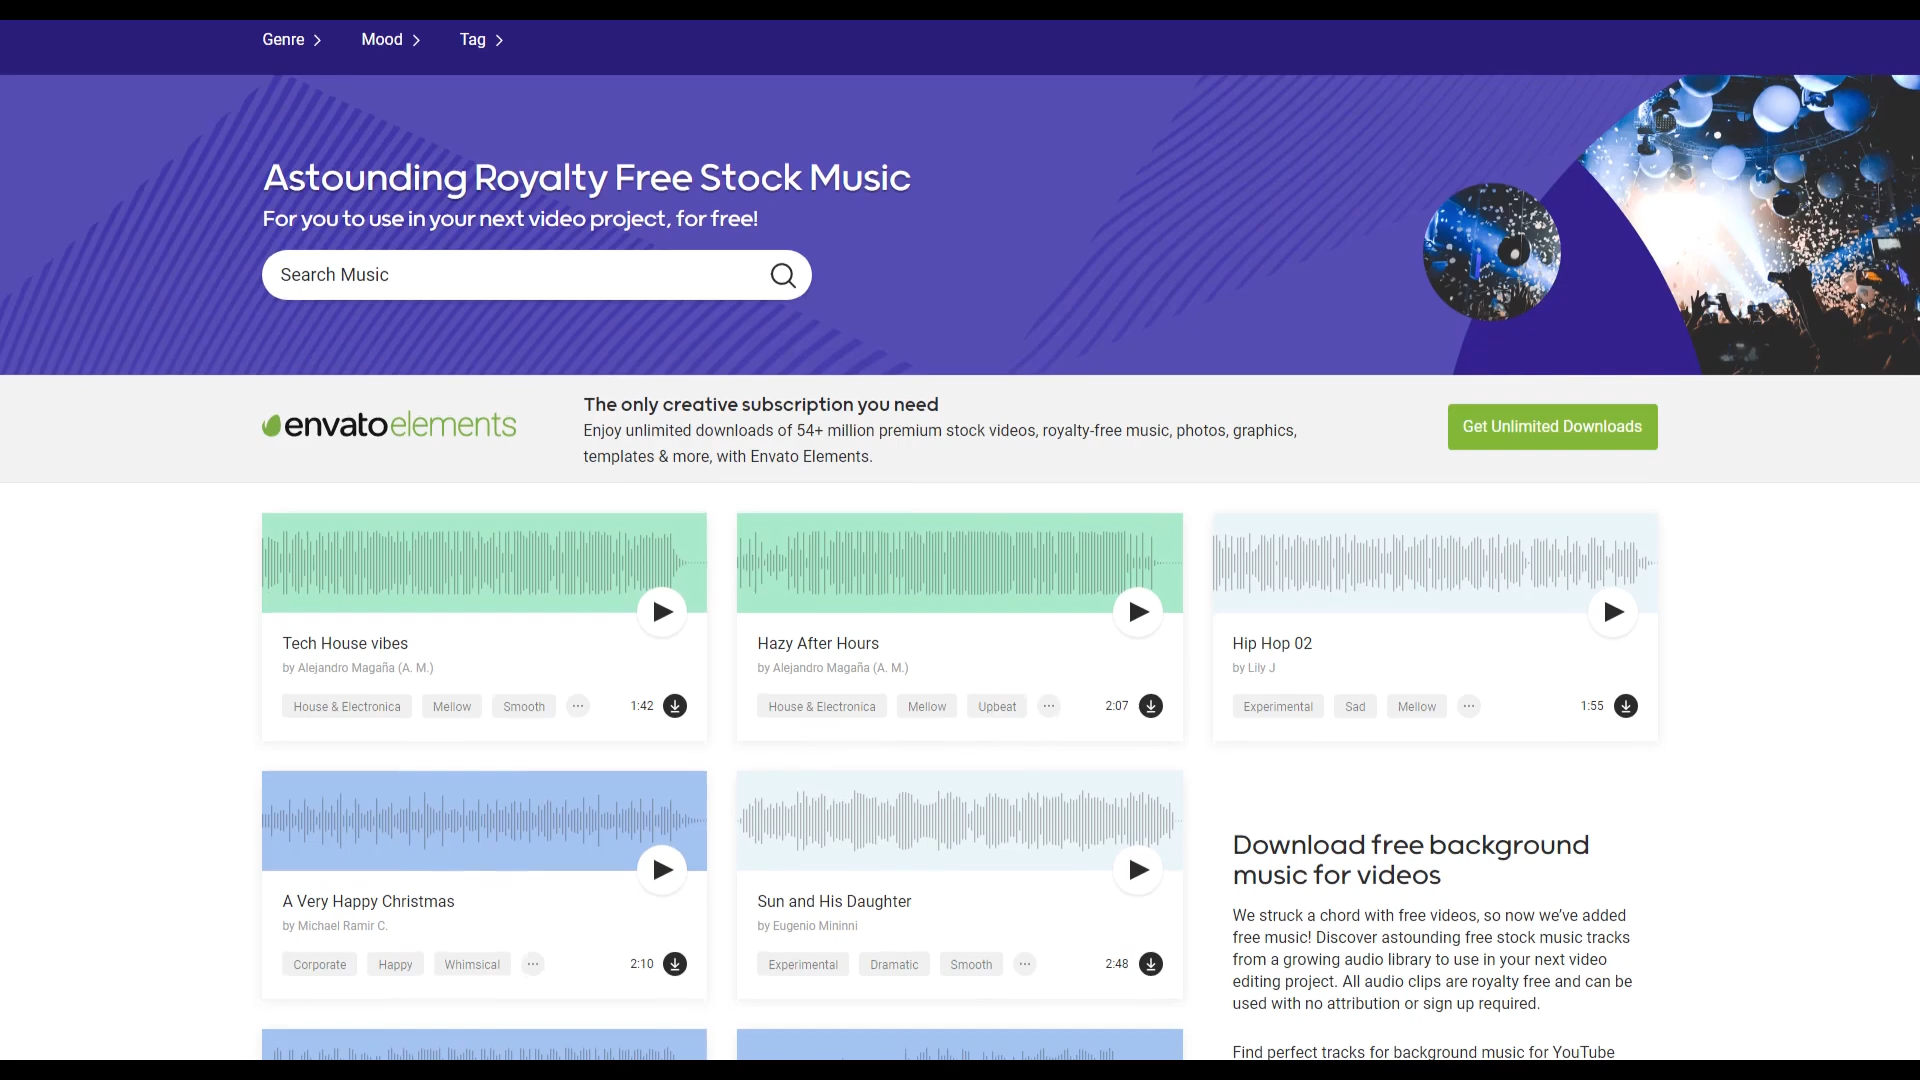 Genre
Mood
Tag
Astounding Royalty Free Stock Music
For you to use in your next video project, for free!
Search Music
envato elements
The only creative subscription you need
Enjoy unlimited downloads of 54+ million premium stock videos, royalty-free music, photos, graphics,
templates & more, with Envato Elements.
Get Unlimited Downloads
Tech House vibes
by Alejandro Magaña (A. M.)
House & Electronica
Mellow
Smooth
1:42
Hazy After Hours
by Alejandro Magaña (A. M.)
House & Electronica
Mellow
Upbeat
2:07
Hip Hop 02
by Lily J
Experimental
Sad
Mellow
1:55
A Very Happy Christmas
by Michael Ramir C.
Corporate
Happy
Whimsical
2:10
Sun and His Daughter
by Eugenio Mininni
Experimental
Dramatic
Smooth
2:48
Download free background
music for videos
We struck a chord with free videos, so now we've added
free music! Discover astounding free stock music tracks
from a growing audio library to use in your next video
editing project. All audio clips are royalty free and can be
used with no attribution or sign up required.
Find perfect tracks for background music for YouTube